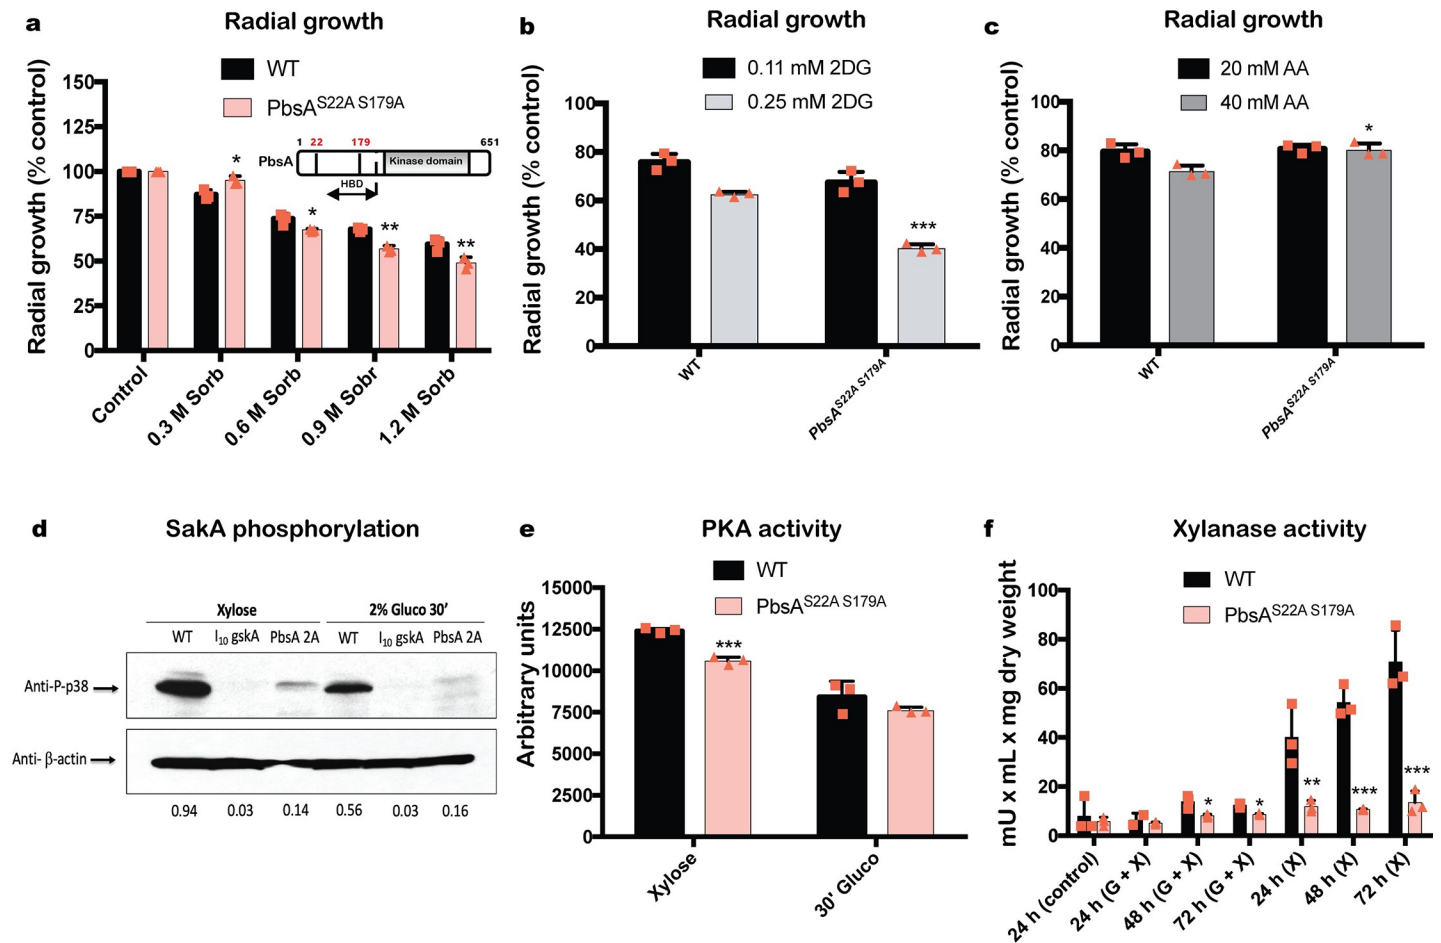 a
Radial growth
WT
PbsA^S22A S179A
Radial growth (% control)
150
125
100
75
50
25
0
*
*
**
**
1 22 179 651
PbsA
Kinase domain
HBD
Control
0.3 M Sorb
0.6 M Sorb
0.9 M Sobr
1.2 M Sorb
b
Radial growth
0.11 mM 2DG
0.25 mM 2DG
Radial growth (% control)
100
80
60
40
20
0
***
WT
PbsA^S22A S179A
c
Radial growth
20 mM AA
40 mM AA
Radial growth (% control)
100
80
60
40
20
0
*
WT
PbsA^S22A S179A
d
SakA phosphorylation
Xylose 2% Gluco 30'
WT I10 gskA PbsA 2A WT I10 gskA PbsA 2A
Anti-P-p38
Anti- β-actin
0.94 0.03 0.14 0.56 0.03 0.16
e
PKA activity
WT
PbsA^S22A S179A
Arbitrary units
15000
12500
10000
7500
5000
2500
0
***
Xylose
30' Gluco
f
Xylanase activity
WT
PbsA^S22A S179A
mU x mL x mg dry weight
100
80
60
40
20
0
*
*
**
***
***
24 h (control)
24 h (G + X)
48 h (G + X)
72 h (G + X)
24 h (X)
48 h (X)
72 h (X)